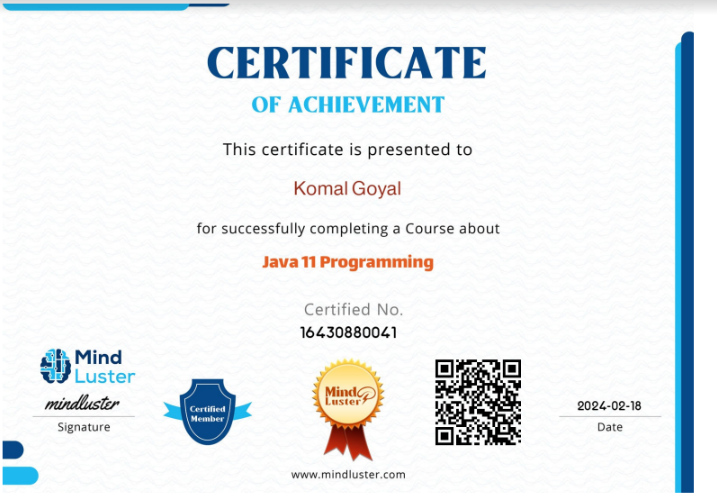 CERTIFICATE
OF ACHIEVEMENT
This certificate is presented to
Komal Goyal
for successfully completing a Course about
Java 11 Programming
Certified No.
16430880041
Mind
Luster
mindluster
Signature
Certified
Member
Mind
Luster
2024-02-18
Date
www.mindluster.com